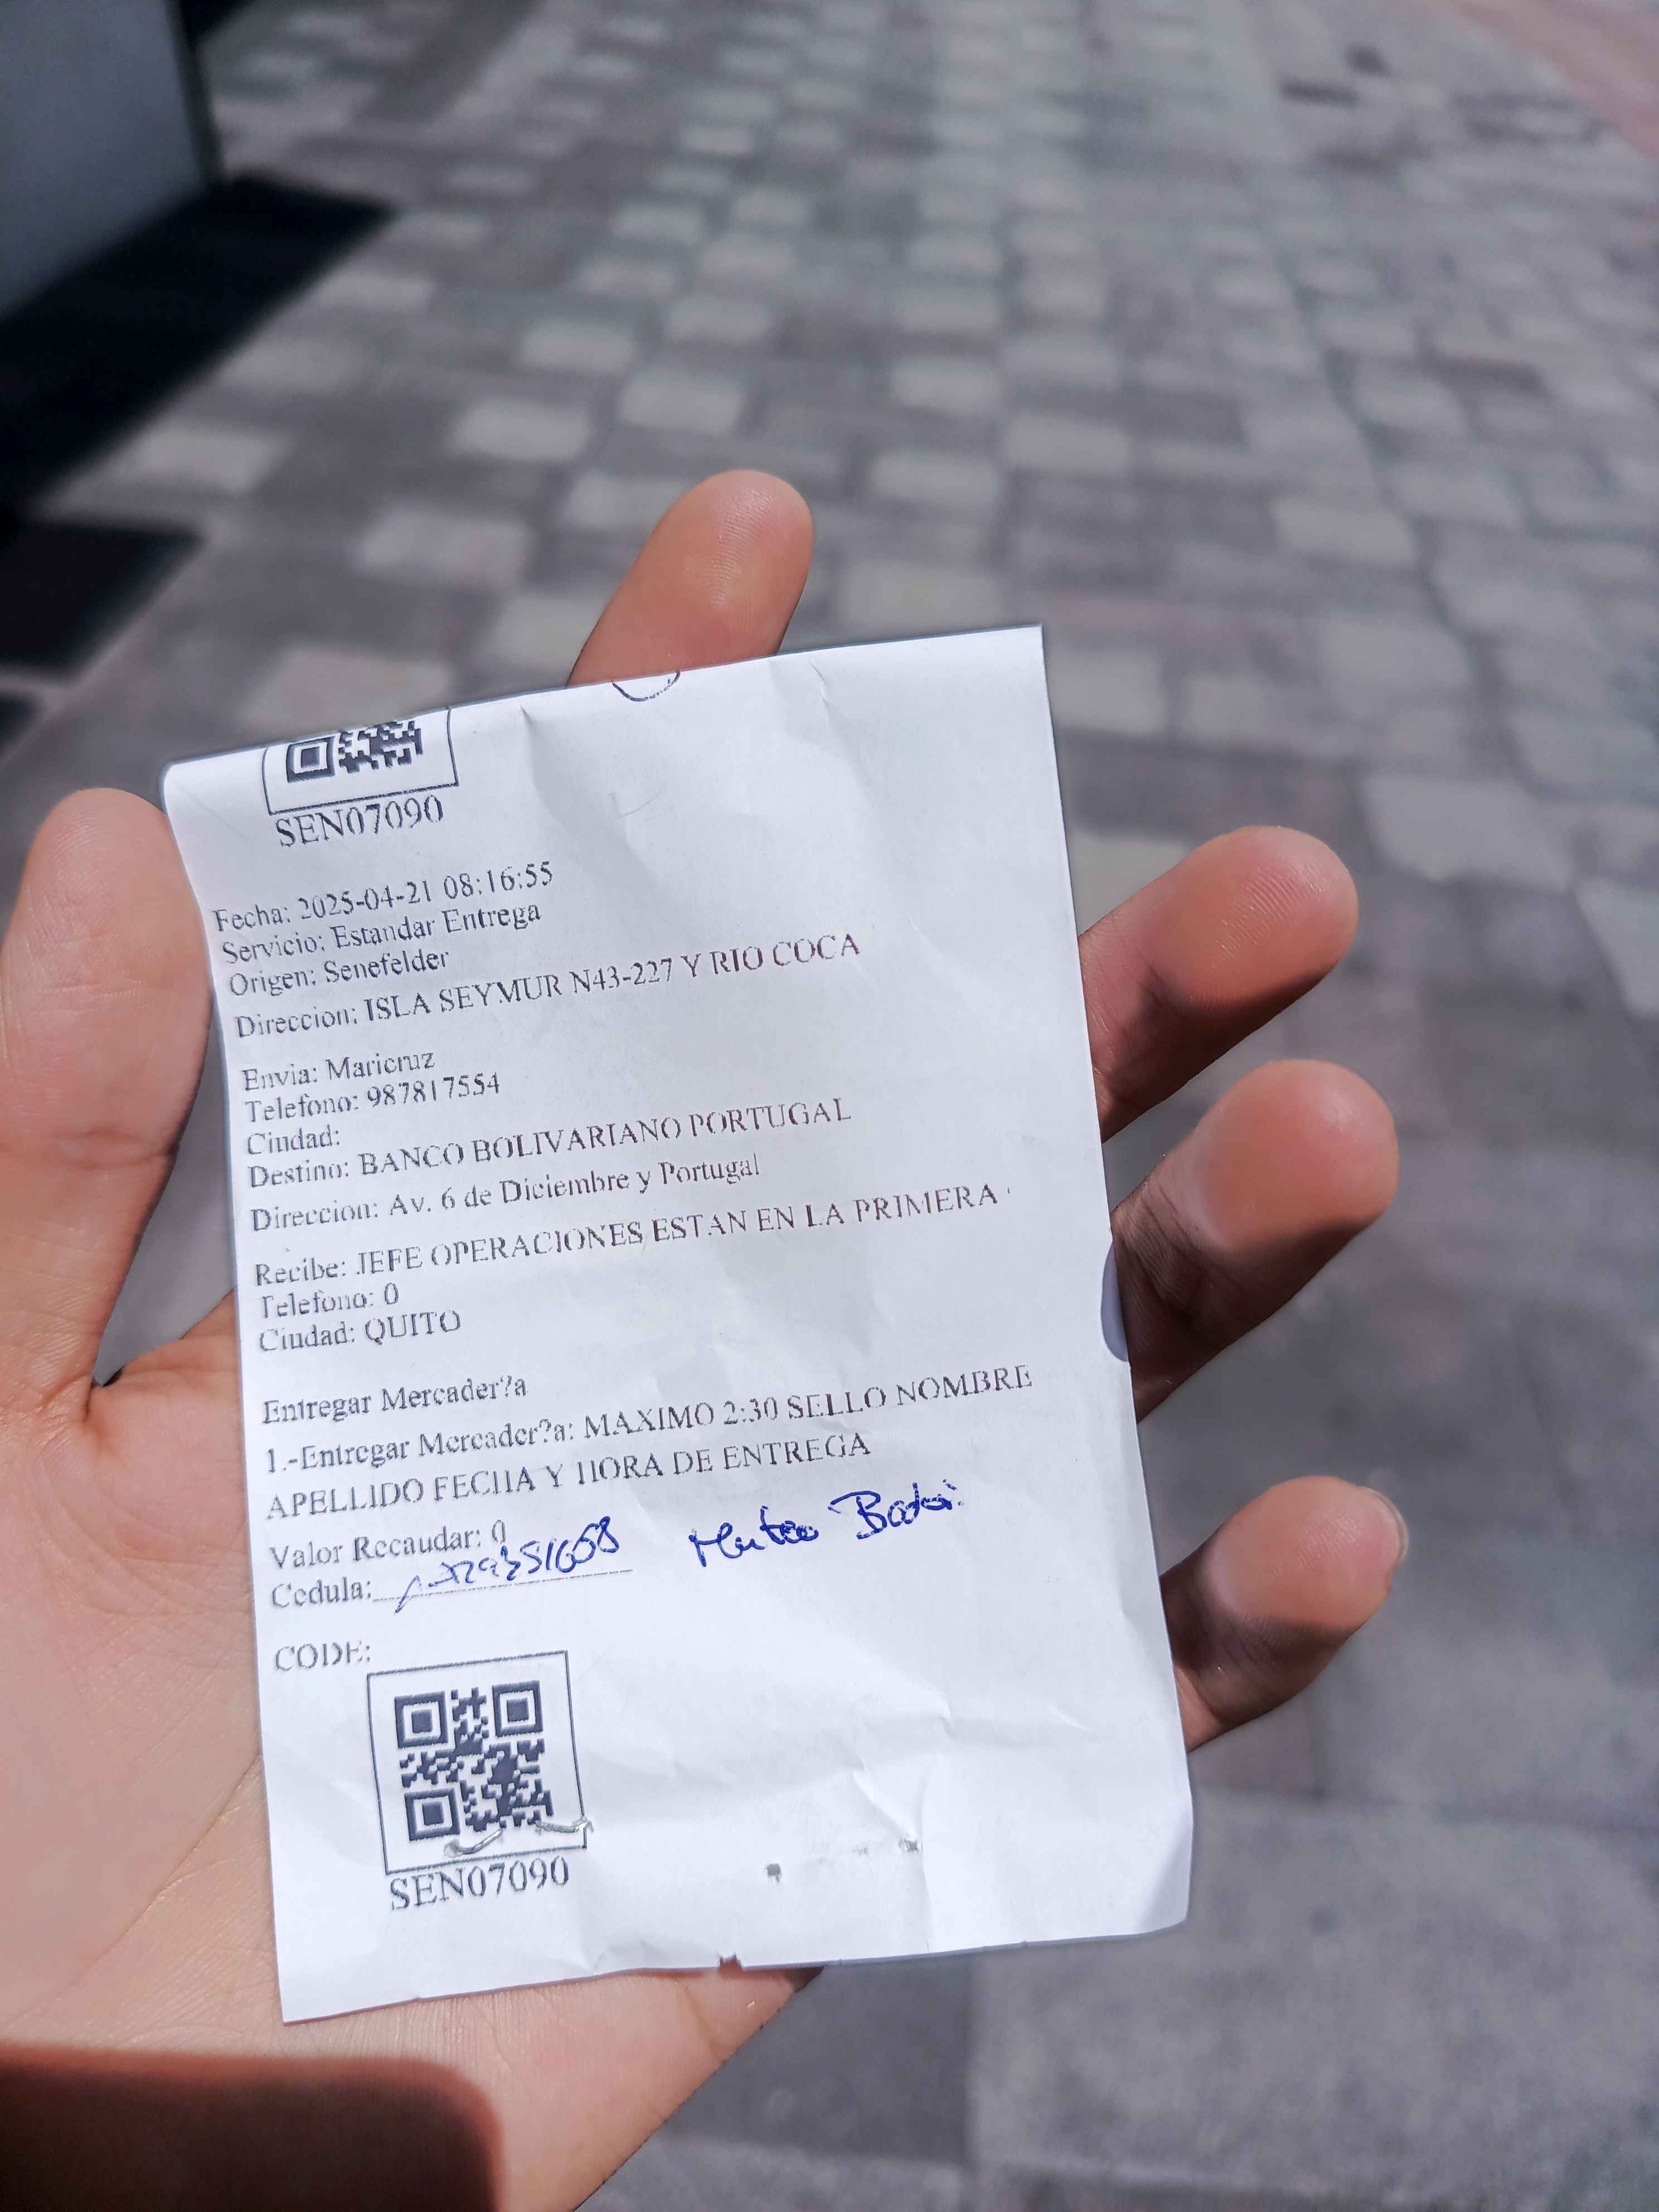 SEN07090
Fecha: 2025-04-21 08:16:55
Servicio: Estandar Entrega
Origen: Senefelder
Direccion: ISLA SEYMUR N43-227 Y RIO COCA
Envia: Maricruz
Telefono: 987817554
Ciudad:
Destino: BANCO BOLIVARIANO PORTUGAL
Direccion: Av. 6 de Diciembre y Portugal
Recibe: JEFE OPERACIONES ESTAN EN LA PRIMERA
Telefono: 0
Ciudad: QUITO
Entregar Mercader?a
1.-Entregar Mercader?a: MAXIMO 2:30 SELLO NOMBRE
APELLIDO FECHA Y HORA DE ENTREGA
Valor Recaudar: 0
Cedula:
CODE:
SEN07090